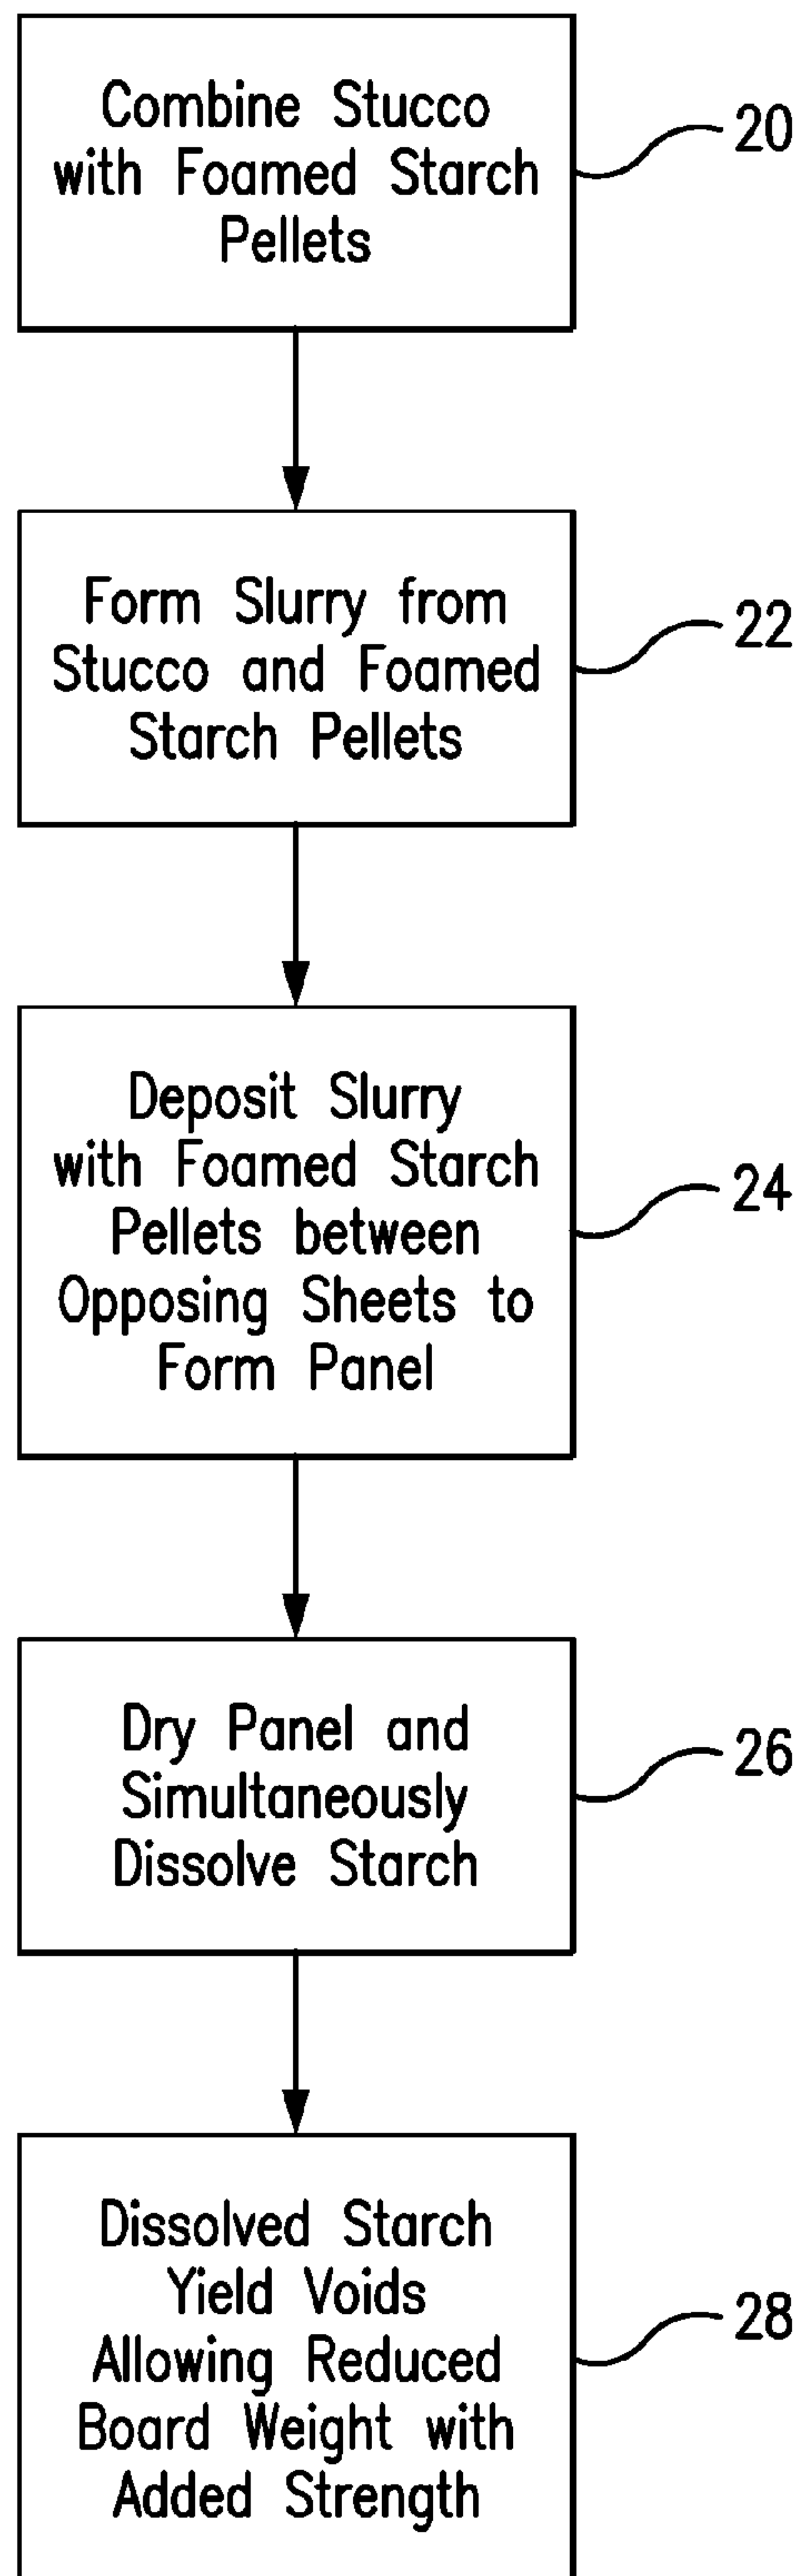 Combine Stucco
with Foamed Starch
Pellets
20
Form Slurry from
Stucco and Foamed
Starch Pellets
22
Deposit Slurry
with Foamed Starch
Pellets between
Opposing Sheets to
Form Panel
24
Dry Panel and
Simultaneously
Dissolve Starch
26
Dissolved Starch
Yield Voids
Allowing Reduced
Board Weight with
Added Strength
28